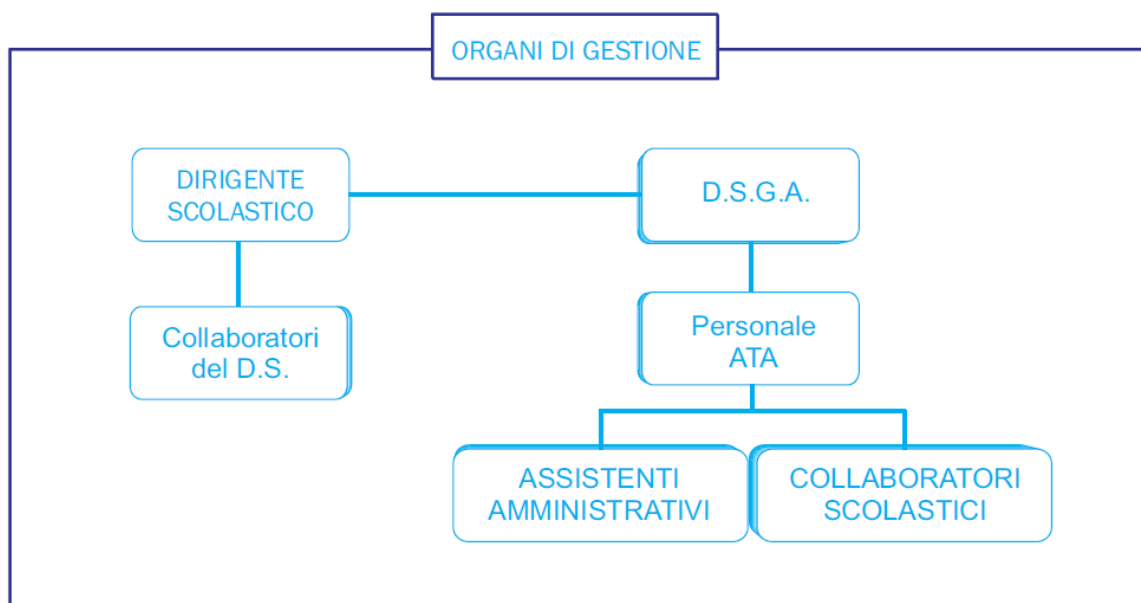 ORGANI DI GESTIONE
DIRIGENTE
SCOLASTICO
D.S.G.A.
Collaboratori
del D.S.
Personale
ATA
ASSISTENTI
AMMINISTRATIVI
COLLABORATORI
SCOLASTICI